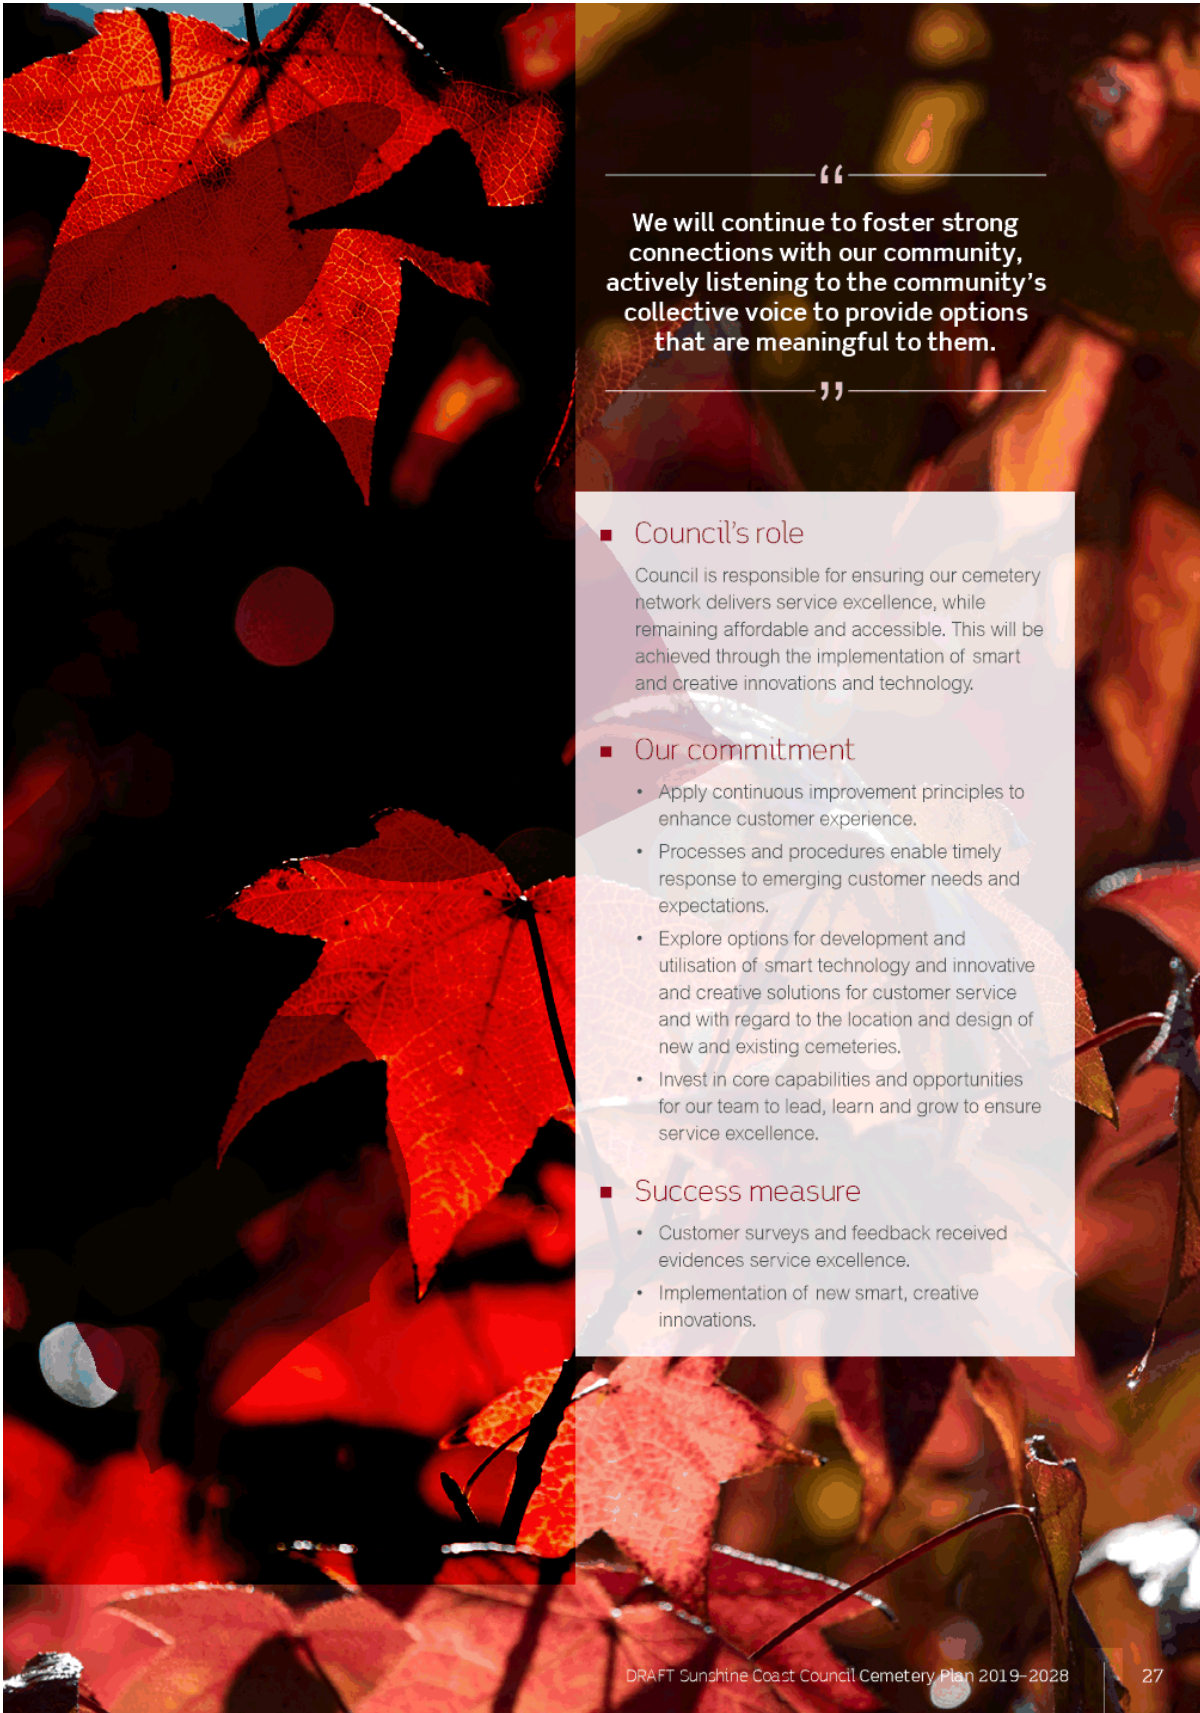 “
We will continue to foster strong
connections with our community,
actively listening to the community’s
collective voice to provide options
that are meaningful to them.
”
Council’s role
Council is responsible for ensuring our cemetery
network delivers service excellence, while
remaining affordable and accessible. This will be
achieved through the implementation of smart
and creative innovations and technology.
Our commitment
• Apply continuous improvement principles to
enhance customer experience.
• Processes and procedures enable timely
response to emerging customer needs and
expectations.
• Explore options for development and
utilisation of smart technology and innovative
and creative solutions for customer service
and with regard to the location and design of
new and existing cemeteries.
• Invest in core capabilities and opportunities
for our team to lead, learn and grow to ensure
service excellence.
Success measure
• Customer surveys and feedback received
evidences service excellence.
• Implementation of new smart, creative
innovations.
DRAFT Sunshine Coast Council Cemetery Plan 2019–2028 27